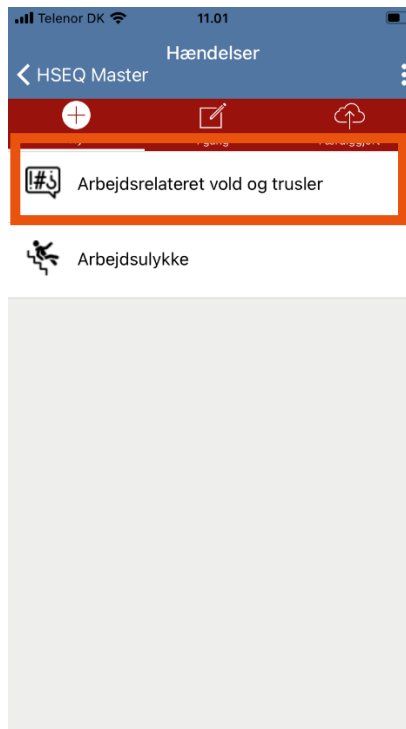 Telenor DK
11.01
Hændelser
HSEQ Master
!#
Arbejdsrelateret vold og trusler
Arbejdsulykke